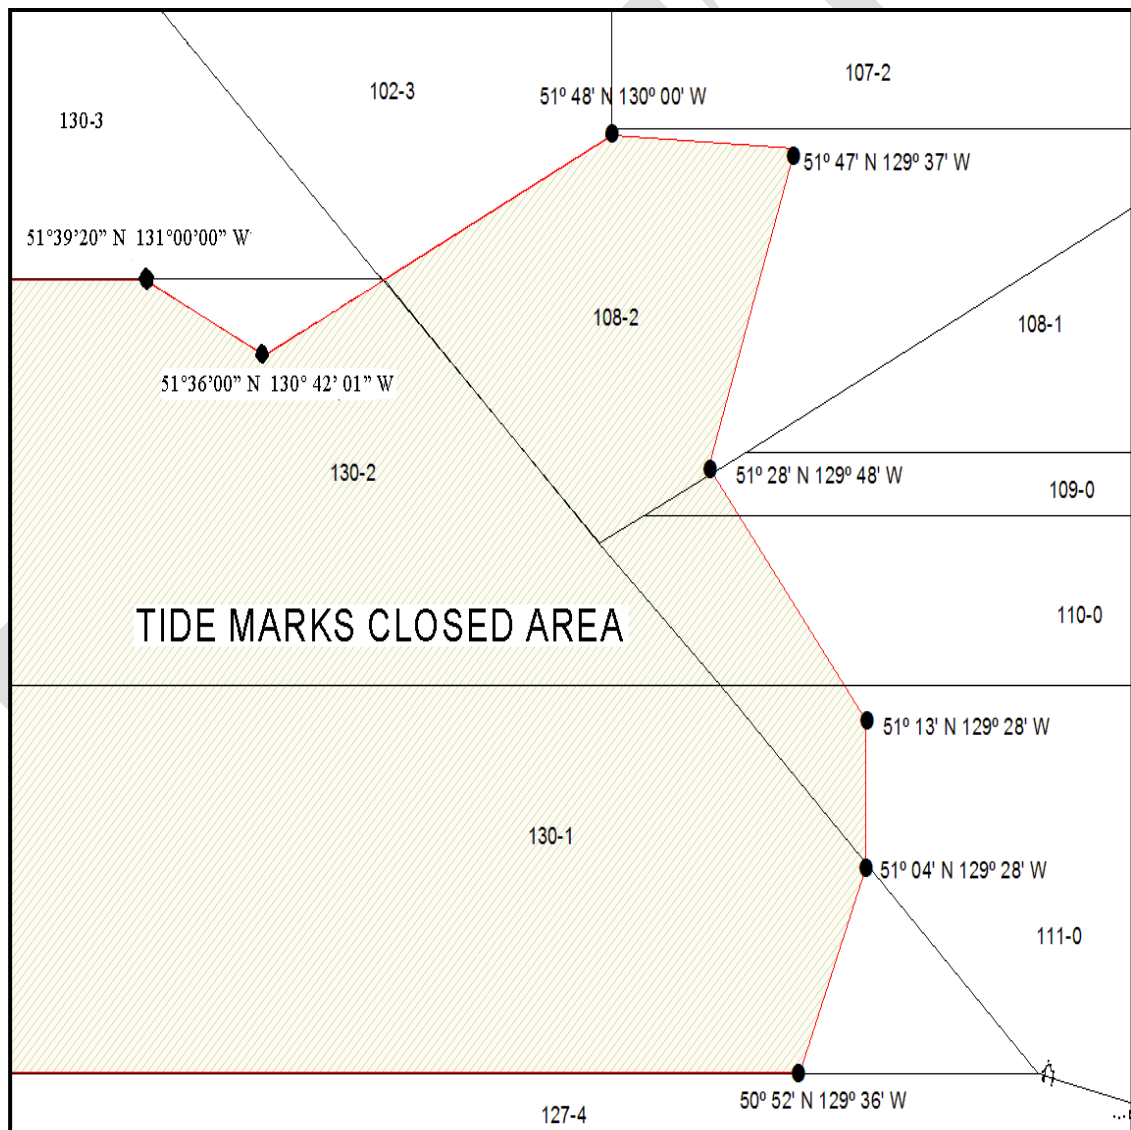 107-2
102-3
51º 48' N 130º 00' W
130-3
51º 47' N 129º 37' W
51°39'20” N 131°00'00” W
108-2
108-1
51°36'00” N 130° 42' 01” W
130-2
51º 28' N 129º 48' W
109-0
110-0
TIDE MARKS CLOSED AREA
51º 13' N 129º 28' W
130-1
51º 04' N 129º 28' W
111-0
50º 52' N 129º 36' W
127-4